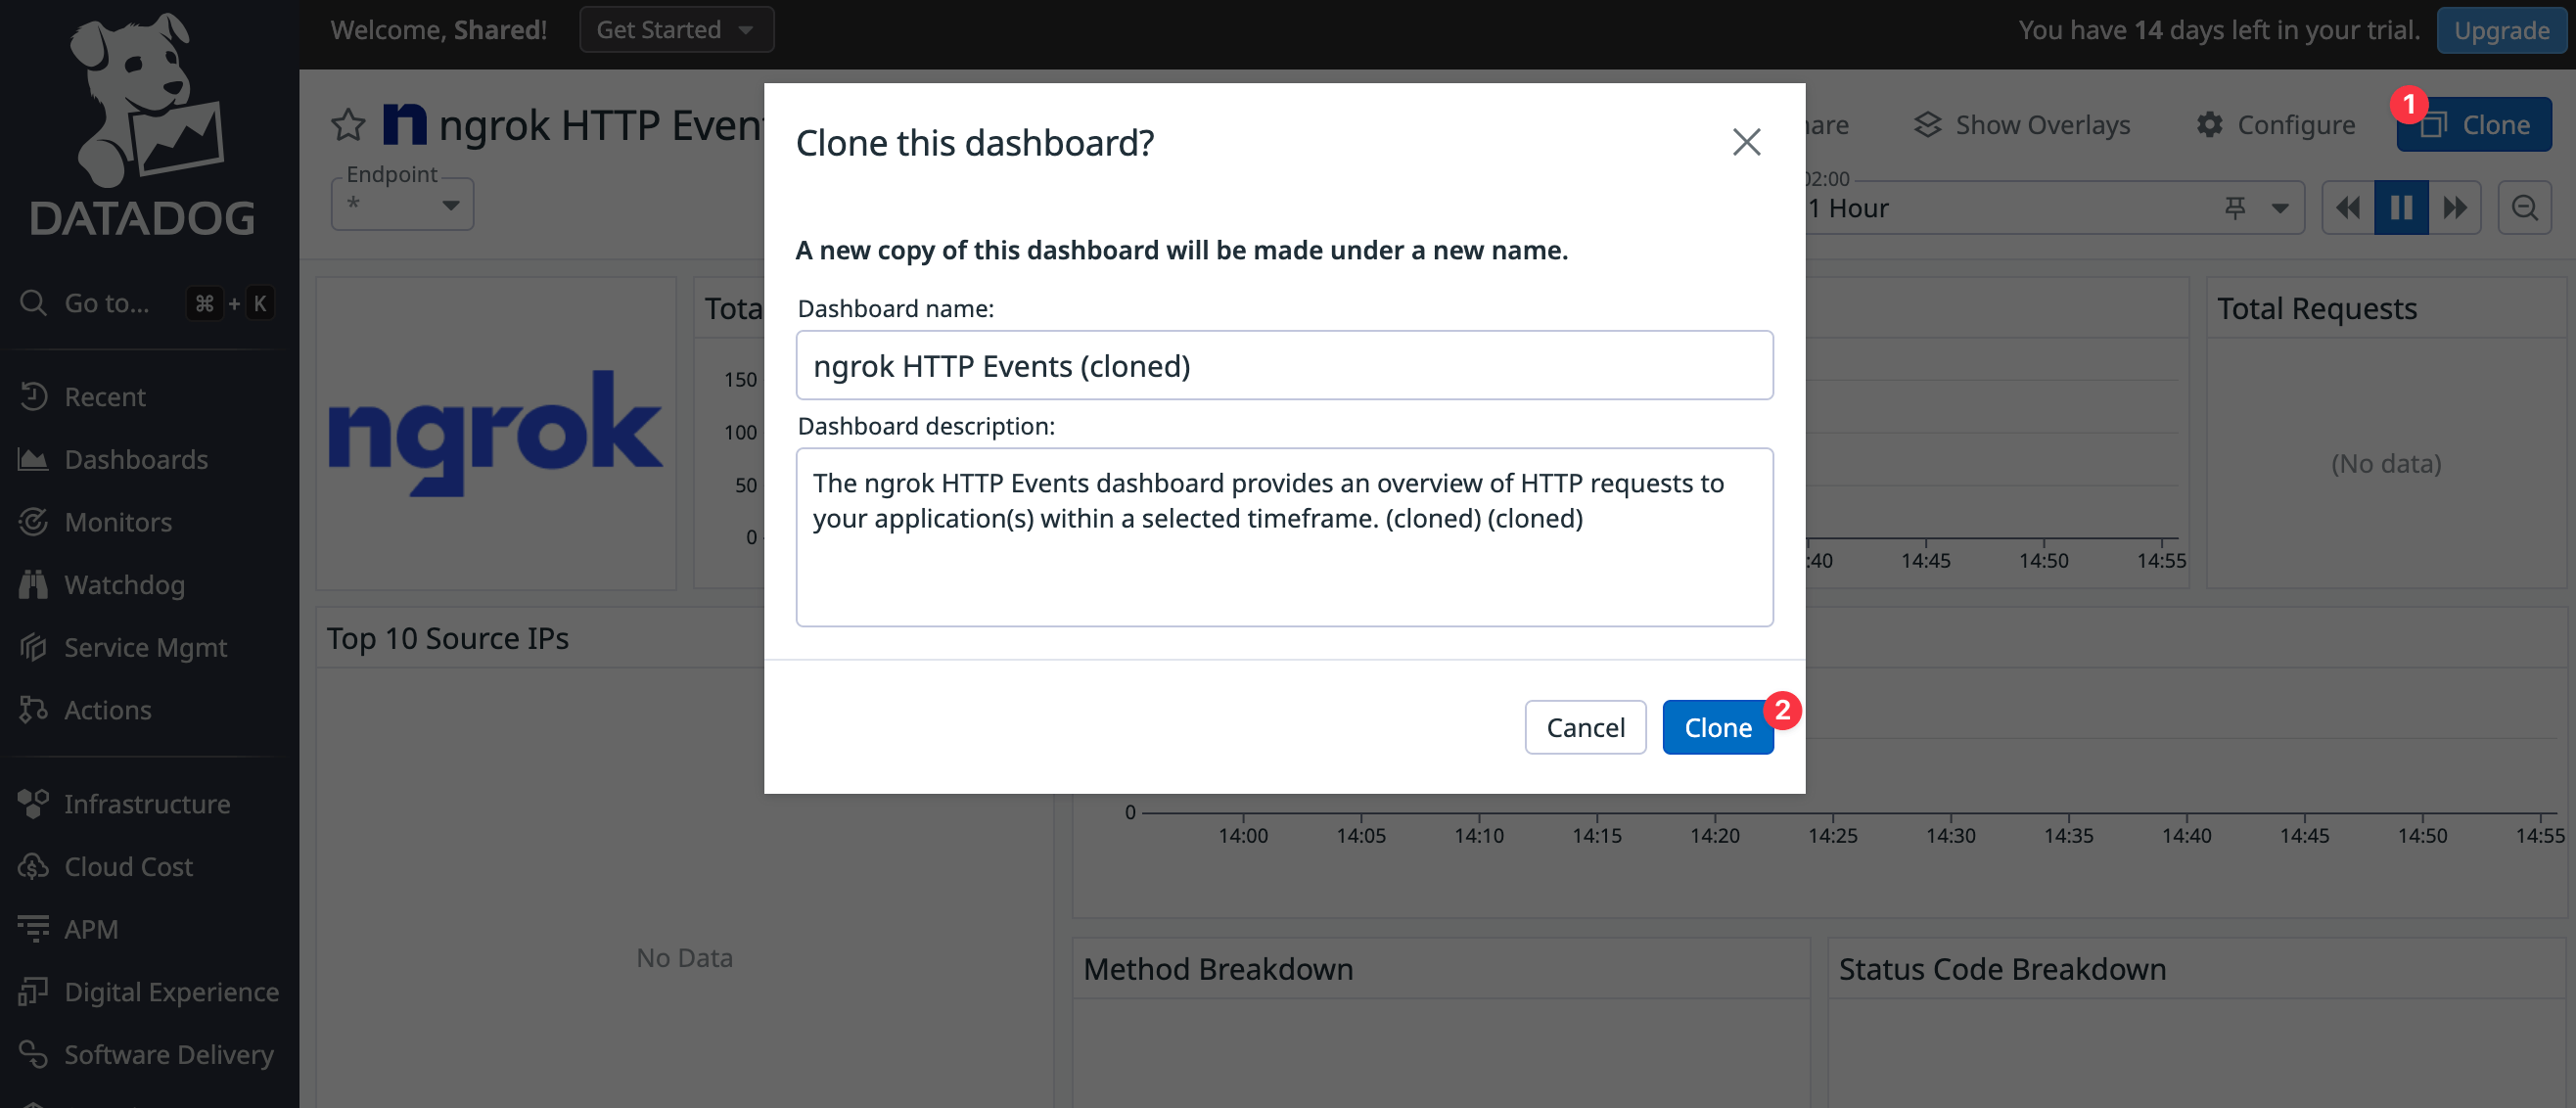 Welcome, Shared!
Get Started
You have 14 days left in your trial.
Upgrade
DATADOG
Go to...
⌘ + K
Recent
Dashboards
Monitors
Watchdog
Service Mgmt
Actions
Infrastructure
Cloud Cost
APM
Digital Experience
Software Delivery
n ngrok HTTP Even
Endpoint
*
are
Show Overlays
Configure
1
Clone
02:00
1 Hour
ngrok
Tota
150
100
50
0
:40
14:45
14:50
14:55
Total Requests
(No data)
Clone this dashboard?
A new copy of this dashboard will be made under a new name.
Dashboard name:
ngrok HTTP Events (cloned)
Dashboard description:
The ngrok HTTP Events dashboard provides an overview of HTTP requests to
your application(s) within a selected timeframe. (cloned) (cloned)
Cancel
Clone
2
Top 10 Source IPs
No Data
0
14:00
14:05
14:10
14:15
14:20
14:25
14:30
14:35
14:40
14:45
14:50
14:55
Method Breakdown
Status Code Breakdown